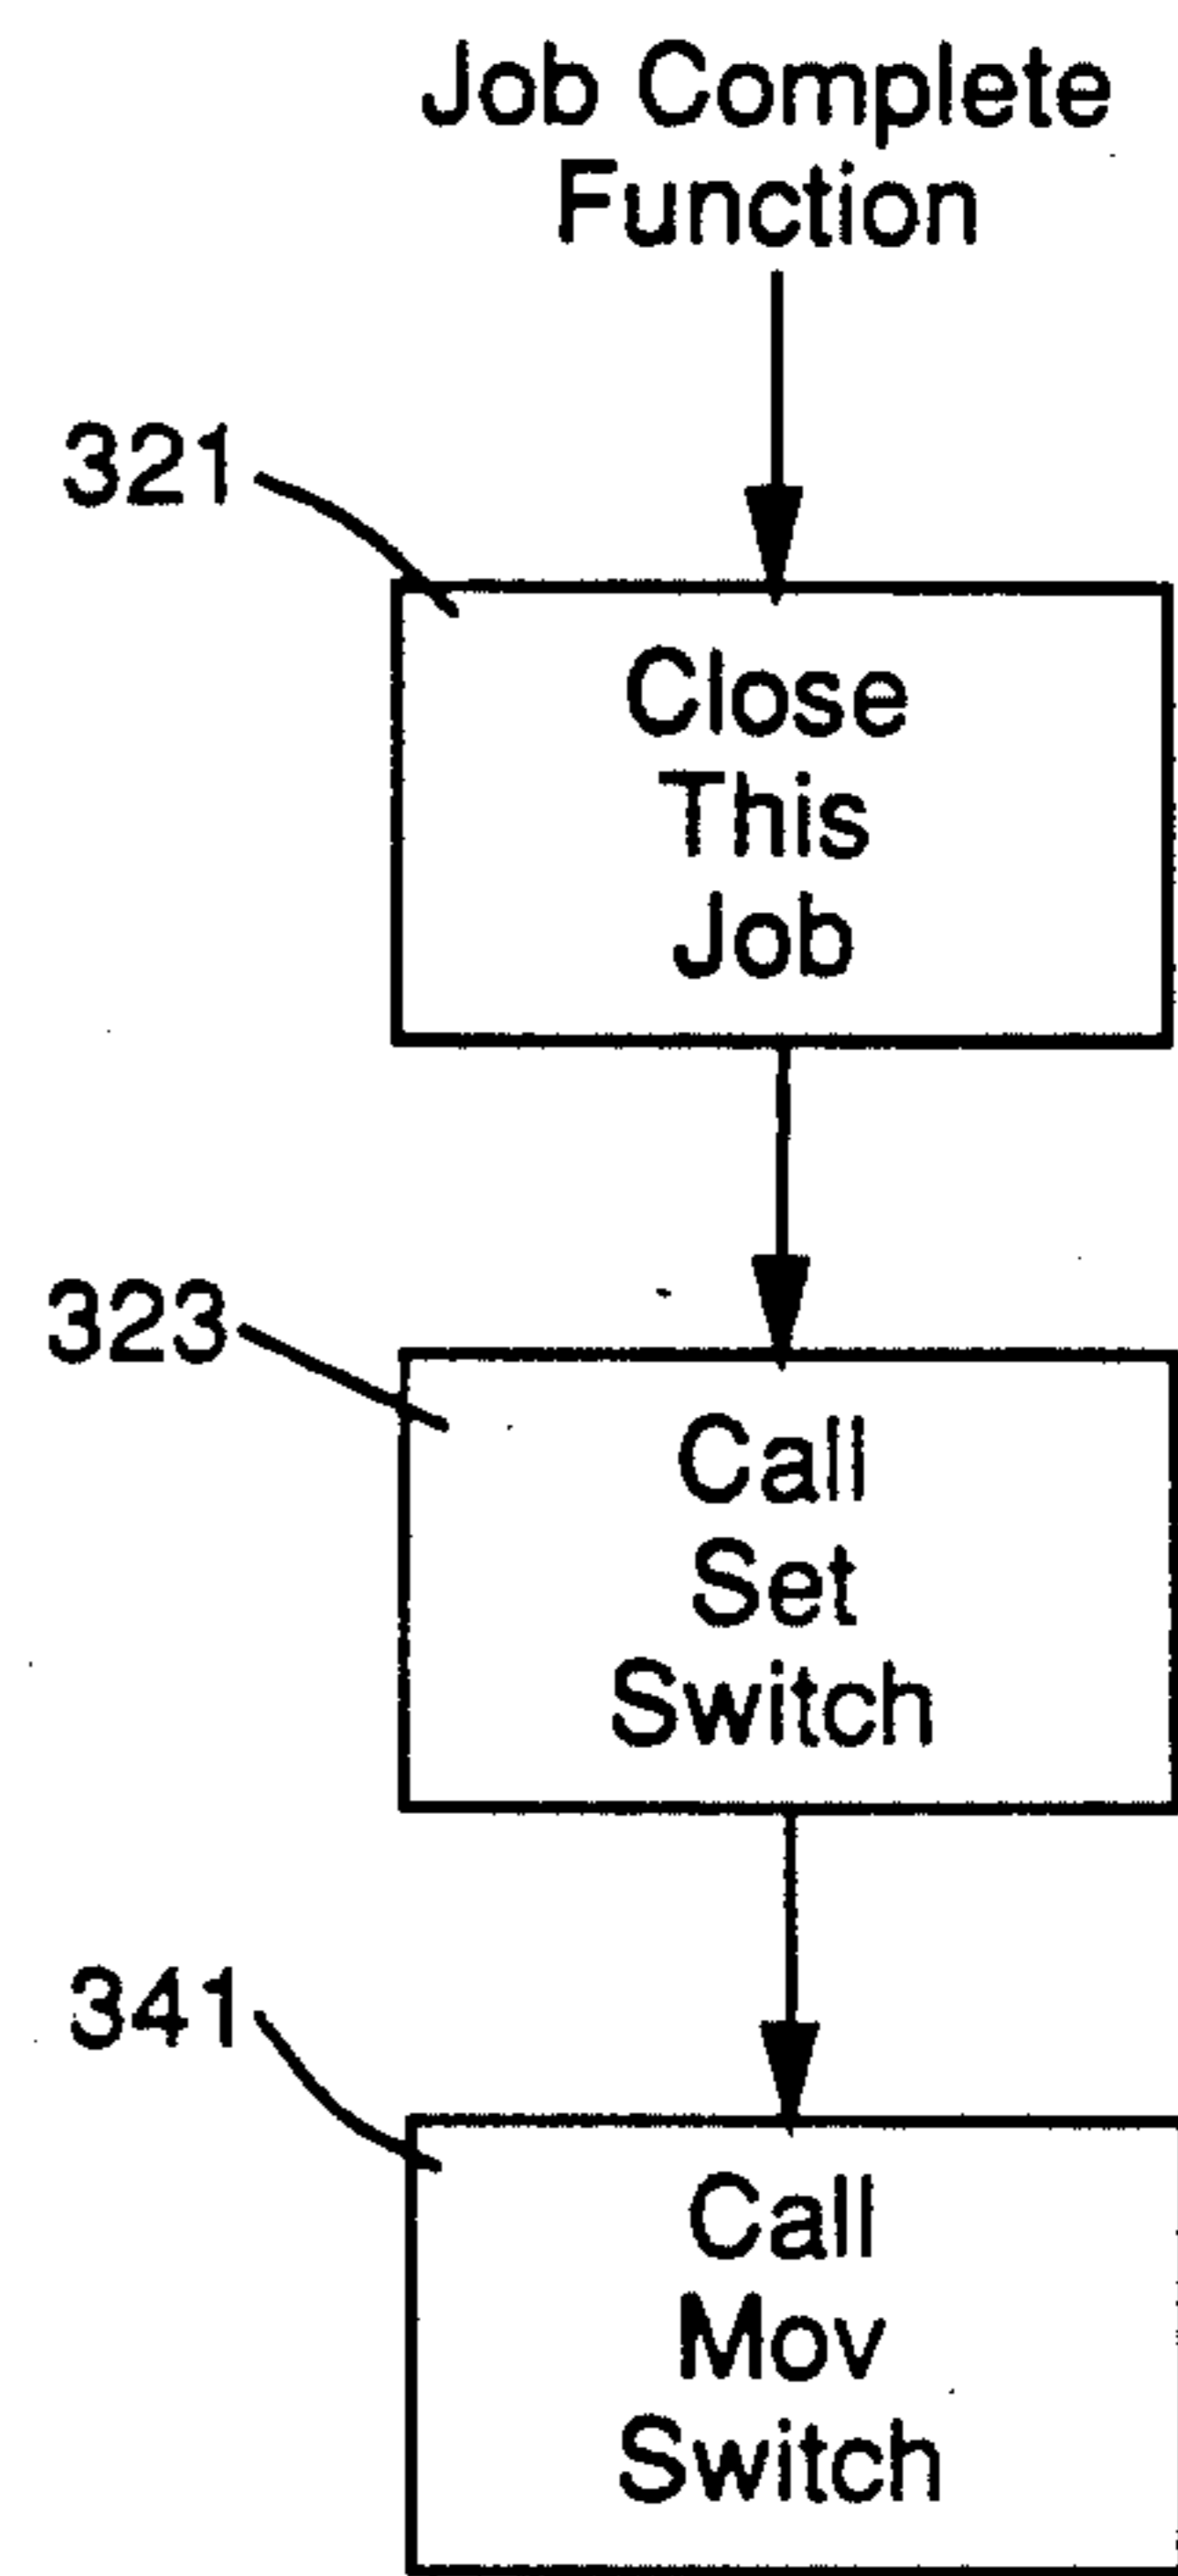 Job Complete
Function
321
Close
This
Job
323
Call
Set
Switch
341
Call
Mov
Switch